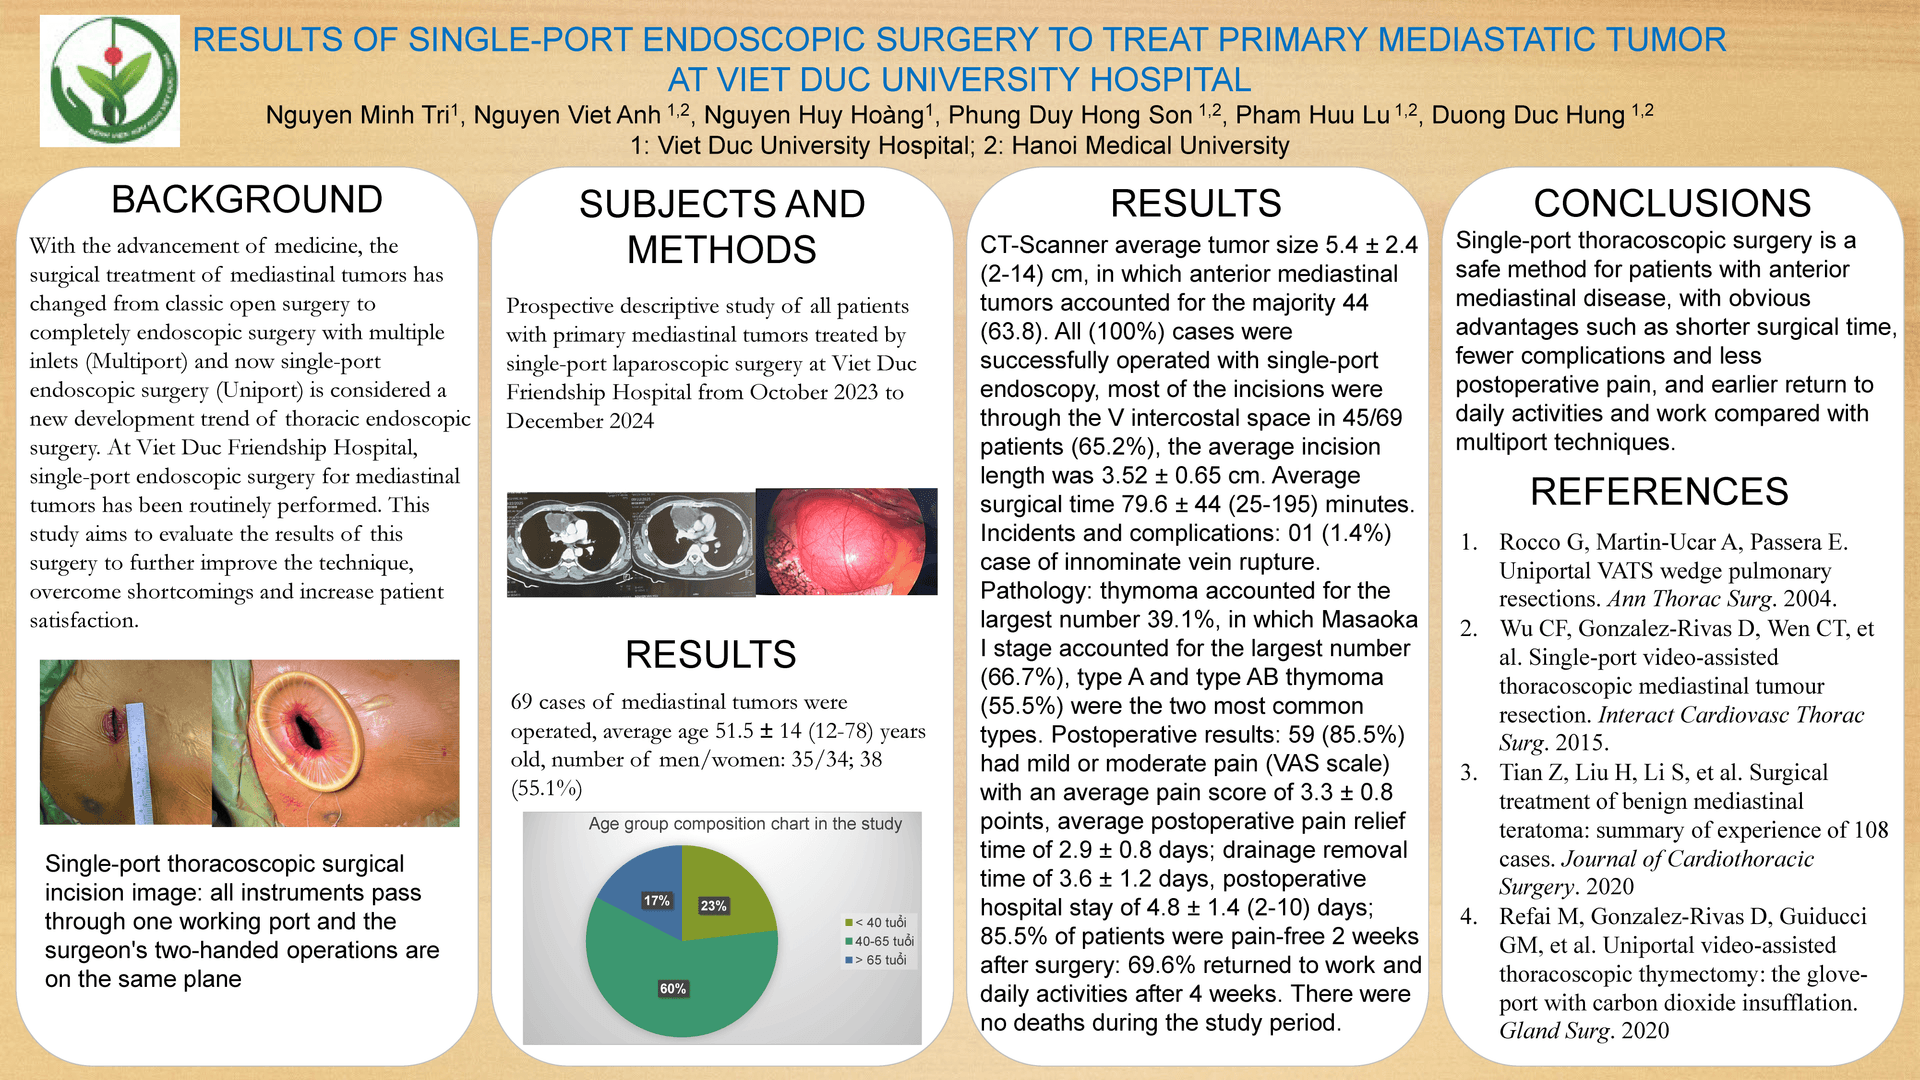 RESULTS OF SINGLE-PORT ENDOSCOPIC SURGERY TO TREAT PRIMARY MEDIASTATIC TUMOR
AT VIET DUC UNIVERSITY HOSPITAL
Nguyen Minh Tri1, Nguyen Viet Anh 1,2, Nguyen Huy Hoàng1, Phung Duy Hong Son 1,2, Pham Huu Lu 1,2, Duong Duc Hung 1,2
1: Viet Duc University Hospital; 2: Hanoi Medical University
BACKGROUND
With the advancement of medicine, the
surgical treatment of mediastinal tumors has
changed from classic open surgery to
completely endoscopic surgery with multiple
inlets (Multiport) and now single-port
endoscopic surgery (Uniport) is considered a
new development trend of thoracic endoscopic
surgery. At Viet Duc Friendship Hospital,
single-port endoscopic surgery for mediastinal
tumors has been routinely performed. This
study aims to evaluate the results of this
surgery to further improve the technique,
overcome shortcomings and increase patient
satisfaction.
Single-port thoracoscopic surgical
incision image: all instruments pass
through one working port and the
surgeon's two-handed operations are
on the same plane
SUBJECTS AND
METHODS
Prospective descriptive study of all patients
with primary mediastinal tumors treated by
single-port laparoscopic surgery at Viet Duc
Friendship Hospital from October 2023 to
December 2024
RESULTS
69 cases of mediastinal tumors were
operated, average age 51.5 ± 14 (12-78) years
old, number of men/women: 35/34; 38
(55.1%)
Age group composition chart in the study
17%
23%
60%
< 40 tuổi
40-65 tuổi
> 65 tuổi
RESULTS
CT-Scanner average tumor size 5.4 ± 2.4
(2-14) cm, in which anterior mediastinal
tumors accounted for the majority 44
(63.8). All (100%) cases were
successfully operated with single-port
endoscopy, most of the incisions were
through the V intercostal space in 45/69
patients (65.2%), the average incision
length was 3.52 ± 0.65 cm. Average
surgical time 79.6 ± 44 (25-195) minutes.
Incidents and complications: 01 (1.4%)
case of innominate vein rupture.
Pathology: thymoma accounted for the
largest number 39.1%, in which Masaoka
I stage accounted for the largest number
(66.7%), type A and type AB thymoma
(55.5%) were the two most common
types. Postoperative results: 59 (85.5%)
had mild or moderate pain (VAS scale)
with an average pain score of 3.3 ± 0.8
points, average postoperative pain relief
time of 2.9 ± 0.8 days; drainage removal
time of 3.6 ± 1.2 days, postoperative
hospital stay of 4.8 ± 1.4 (2-10) days;
85.5% of patients were pain-free 2 weeks
after surgery: 69.6% returned to work and
daily activities after 4 weeks. There were
no deaths during the study period.
CONCLUSIONS
Single-port thoracoscopic surgery is a
safe method for patients with anterior
mediastinal disease, with obvious
advantages such as shorter surgical time,
fewer complications and less
postoperative pain, and earlier return to
daily activities and work compared with
multiport techniques.
REFERENCES
1. Rocco G, Martin-Ucar A, Passera E.
Uniportal VATS wedge pulmonary
resections. Ann Thorac Surg. 2004.
2. Wu CF, Gonzalez-Rivas D, Wen CT, et
al. Single-port video-assisted
thoracoscopic mediastinal tumour
resection. Interact Cardiovasc Thorac
Surg. 2015.
3. Tian Z, Liu H, Li S, et al. Surgical
treatment of benign mediastinal
teratoma: summary of experience of 108
cases. Journal of Cardiothoracic
Surgery. 2020
4. Refai M, Gonzalez-Rivas D, Guiducci
GM, et al. Uniportal video-assisted
thoracoscopic thymectomy: the glove-
port with carbon dioxide insufflation.
Gland Surg. 2020